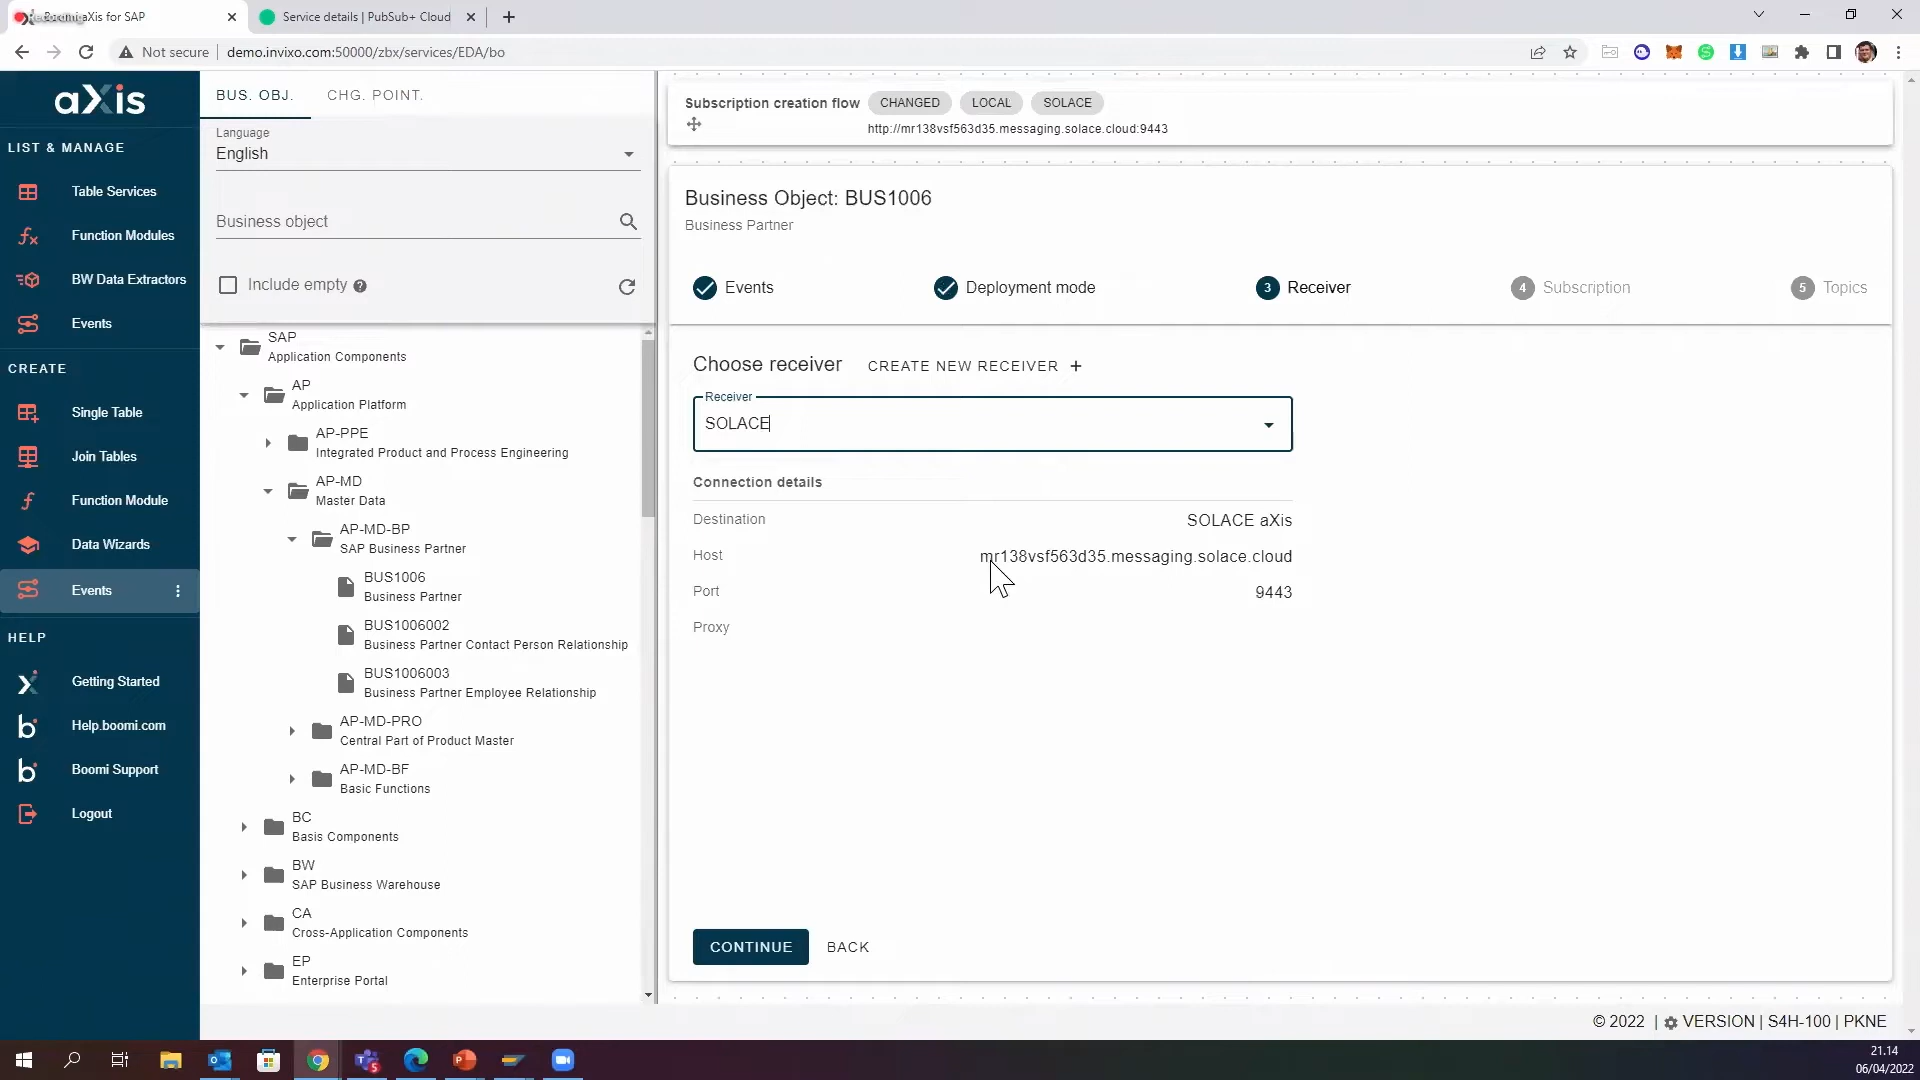 aXis for SAP
Service details | PubSub+ Cloud
Not secure
demo.invixo.com:50000/zbx/services/EDA/bo
aXis
LIST & MANAGE
Table Services
Function Modules
BW Data Extractors
Events
CREATE
Single Table
Join Tables
Function Module
Data Wizards
Events
HELP
Getting Started
Help.boomi.com
Boomi Support
Logout
BUS. OBJ.
CHG. POINT.
Language
English
Business object
Include empty
SAP
Application Components
AP
Application Platform
AP-PPE
Integrated Product and Process Engineering
AP-MD
Master Data
AP-MD-BP
SAP Business Partner
BUS1006
Business Partner
BUS1006002
Business Partner Contact Person Relationship
BUS1006003
Business Partner Employee Relationship
AP-MD-PRO
Central Part of Product Master
AP-MD-BF
Basic Functions
BC
Basis Components
BW
SAP Business Warehouse
CA
Cross-Application Components
EP
Enterprise Portal
Subscription creation flow
CHANGED
LOCAL
SOLACE
http://mr138vsf563d35.messaging.solace.cloud:9443
Business Object: BUS1006
Business Partner
Events
Deployment mode
3 Receiver
4 Subscription
5 Topics
Choose receiver
CREATE NEW RECEIVER +
Receiver
SOLACE
Connection details
Destination
SOLACE aXis
Host
mr138vsf563d35.messaging.solace.cloud
Port
9443
Proxy
CONTINUE
BACK
© 2022 | VERSION | S4H-100 | PKNE
21.14
06/04/2022